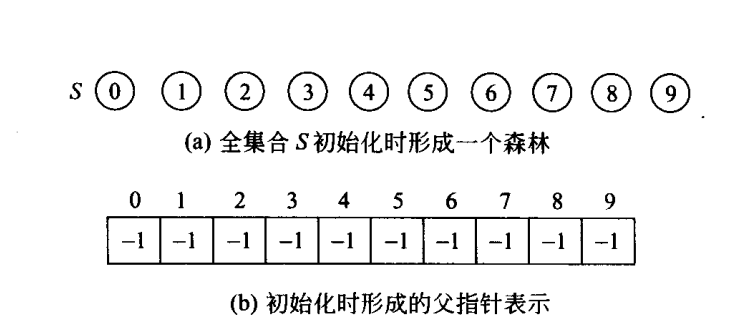 S 0 1 2 3 4 5 6 7 8 9
(a) 全集合 S初始化时形成一个森林
0 1 2 3 4 5 6 7 8 9
-1 -1 -1 -1 -1 -1 -1 -1 -1 -1
(b) 初始化时形成的父指针表示